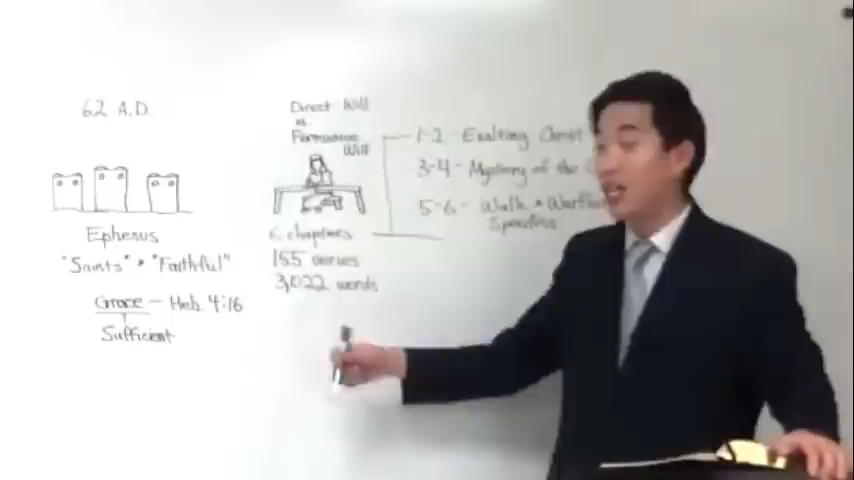 62 A.D.
Ephesus
"Saints" + "Faithful"
Grace - Heb. 4:16
Sufficient
Direct Will
vs.
Permissive
Will
6 chapters
155 verses
3,022 words
1-2 - Exalting Christ
3-4 - Mystery of the
5-6 - Walk + Warfare
Specifics